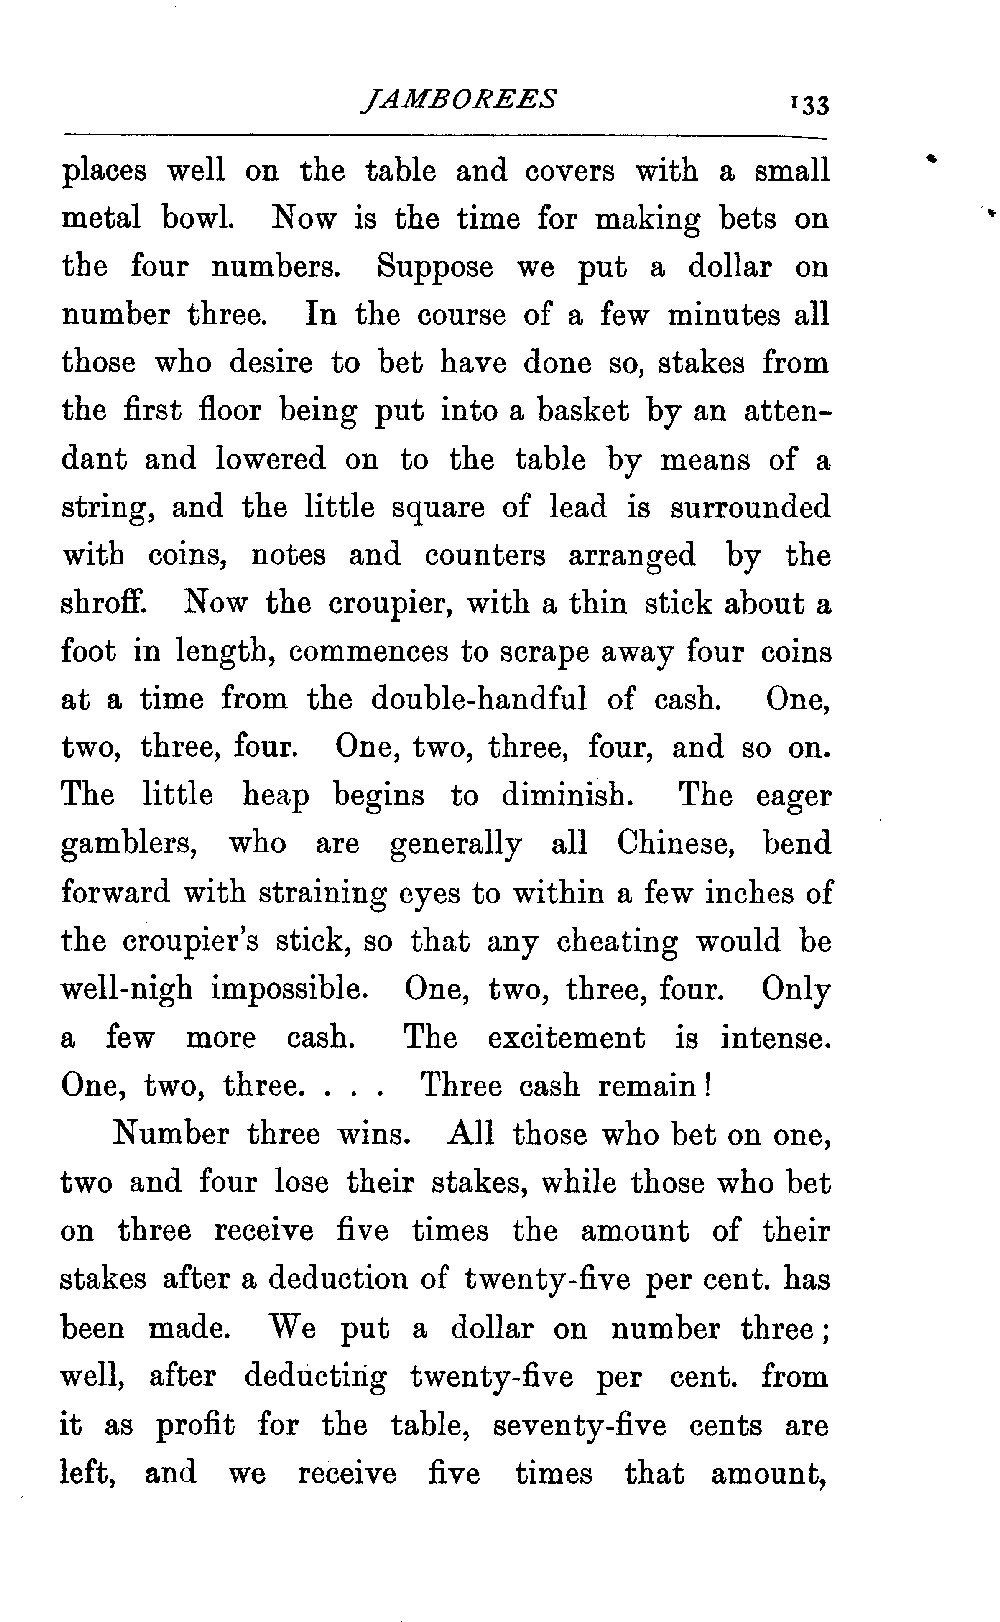 JAMBOREES 133
places well on the table and covers with a small
metal bowl. Now is the time for making bets on
the four numbers. Suppose we put a dollar on
number three. In the course of a few minutes all
those who desire to bet have done so, stakes from
the first floor being put into a basket by an atten-
dant and lowered on to the table by means of a
string, and the little square of lead is surrounded
with coins, notes and counters arranged by the
shroff. Now the croupier, with a thin stick about a
foot in length, commences to scrape away four coins
at a time from the double-handful of cash. One,
two, three, four. One, two, three, four, and so on.
The little heap begins to diminish. The eager
gamblers, who are generally all Chinese, bend
forward with straining eyes to within a few inches of
the croupier's stick, so that any cheating would be
well-nigh impossible. One, two, three, four. Only
a few more cash. The excitement is intense.
One, two, three. . . . Three cash remain!
Number three wins. All those who bet on one,
two and four lose their stakes, while those who bet
on three receive five times the amount of their
stakes after a deduction of twenty-five per cent. has
been made. We put a dollar on number three;
well, after deducting twenty-five per cent. from
it as profit for the table, seventy-five cents are
left, and we receive five times that amount,